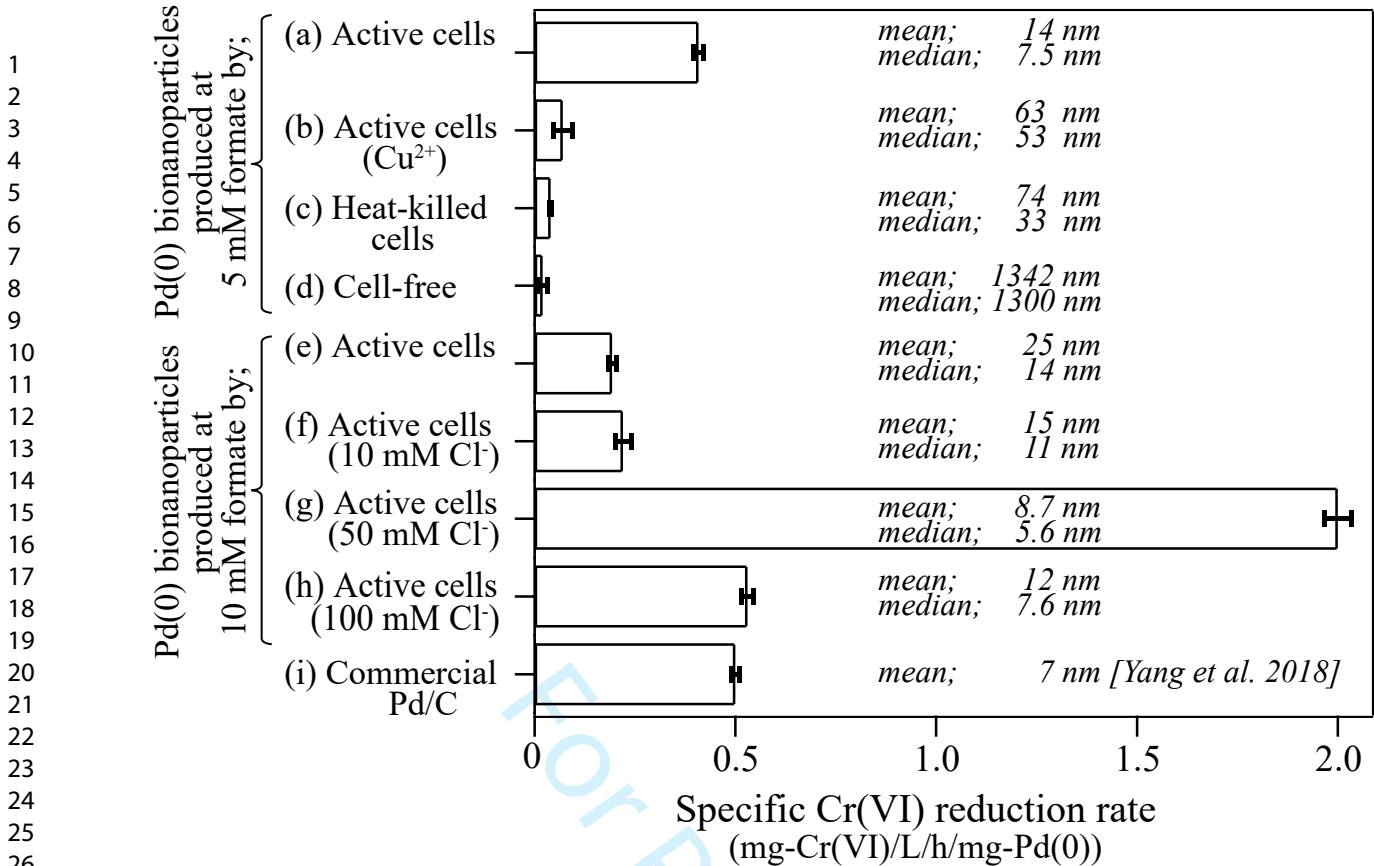 1
2
3
4
5
6
7
8
9
10
11
12
13
14
15
16
17
18
19
20
21
22
23
24
25
26
Pd(0) bionanoparticles
produced at
5 mM formate by;
(a) Active cells
mean; 14 nm
median; 7.5 nm
(b) Active cells
(Cu²⁺)
mean; 63 nm
median; 53 nm
(c) Heat-killed
cells
mean; 74 nm
median; 33 nm
(d) Cell-free
mean; 1342 nm
median; 1300 nm
Pd(0) bionanoparticles
produced at
10 mM formate by;
(e) Active cells
mean; 25 nm
median; 14 nm
(f) Active cells
(10 mM Cl⁻)
mean; 15 nm
median; 11 nm
(g) Active cells
(50 mM Cl⁻)
mean; 8.7 nm
median; 5.6 nm
(h) Active cells
(100 mM Cl⁻)
mean; 12 nm
median; 7.6 nm
(i) Commercial
Pd/C
mean; 7 nm [Yang et al. 2018]
0 0.5 1.0 1.5 2.0
Specific Cr(VI) reduction rate
(mg-Cr(VI)/L/h/mg-Pd(0))
For